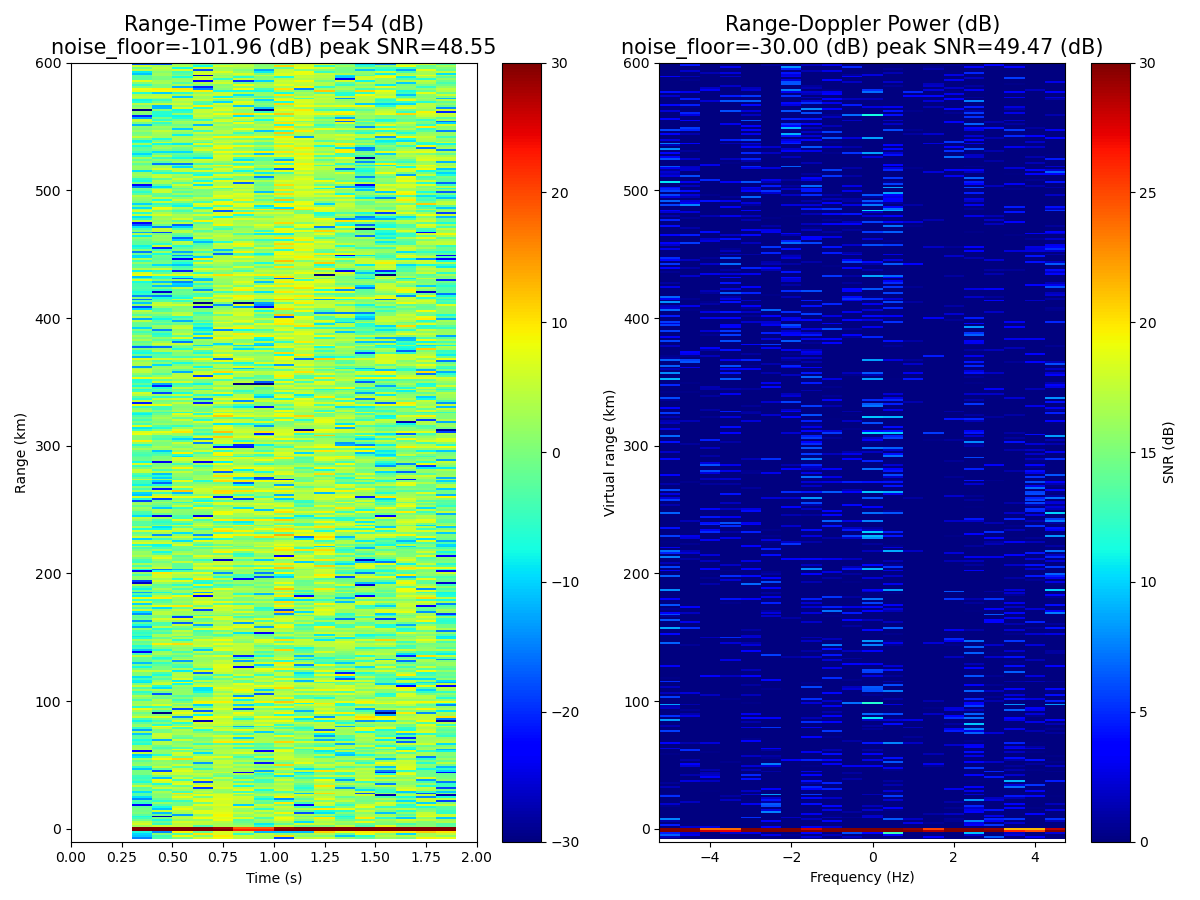 Range-Time Power f=54 (dB)
noise_floor=-101.96 (dB) peak SNR=48.55
600
500
400
300
200
100
0
Range (km)
0.00 0.25 0.50 0.75 1.00 1.25 1.50 1.75 2.00
Time (s)
30
20
10
0
−10
−20
−30
Range-Doppler Power (dB)
noise_floor=-30.00 (dB) peak SNR=49.47 (dB)
600
500
400
300
200
100
0
Virtual range (km)
−4 −2 0 2 4
Frequency (Hz)
30
25
20
15
10
5
0
SNR (dB)